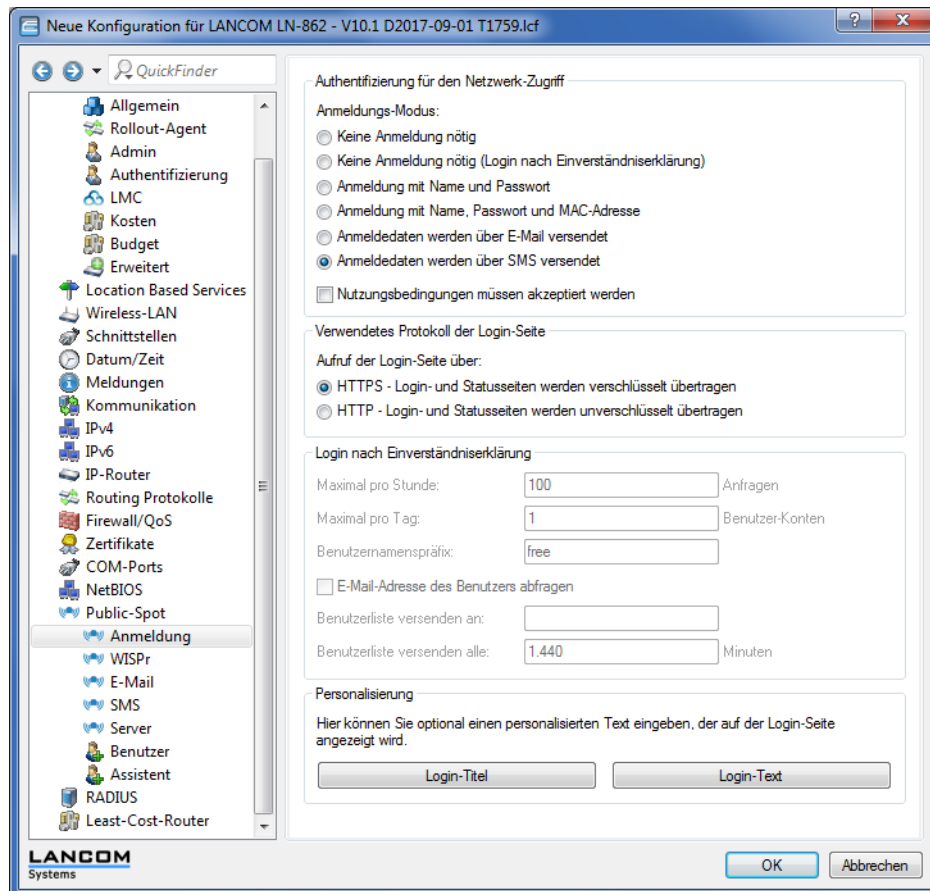 Neue Konfiguration für LANCOM LN-862 - V10.1 D2017-09-01 T1759.lcf
QuickFinder
Allgemein
Rollout-Agent
Admin
Authentifizierung
LMC
Kosten
Budget
Erweitert
Location Based Services
Wireless-LAN
Schnittstellen
Datum/Zeit
Meldungen
Kommunikation
IPv4
IPv6
IP-Router
Routing Protokolle
Firewall/QoS
Zertifikate
COM-Ports
NetBIOS
Public-Spot
Anmeldung
WISPr
E-Mail
SMS
Server
Benutzer
Assistent
RADIUS
Least-Cost-Router
Authentifizierung für den Netzwerk-Zugriff
Anmeldungs-Modus:
Keine Anmeldung nötig
Keine Anmeldung nötig (Login nach Einverständniserklärung)
Anmeldung mit Name und Passwort
Anmeldung mit Name, Passwort und MAC-Adresse
Anmeldedaten werden über E-Mail versendet
Anmeldedaten werden über SMS versendet
Nutzungsbedingungen müssen akzeptiert werden
Verwendetes Protokoll der Login-Seite
Aufruf der Login-Seite über:
HTTPS - Login- und Statusseiten werden verschlüsselt übertragen
HTTP - Login- und Statusseiten werden unverschlüsselt übertragen
Login nach Einverständniserklärung
Maximal pro Stunde: 100 Anfragen
Maximal pro Tag: 1 Benutzer-Konten
Benutzernamenspräfix: free
E-Mail-Adresse des Benutzers abfragen
Benutzerliste versenden an:
Benutzerliste versenden alle: 1.440 Minuten
Personalisierung
Hier können Sie optional einen personalisierten Text eingeben, der auf der Login-Seite
angezeigt wird.
Login-Titel Login-Text
LANCOM
Systems
OK Abbrechen